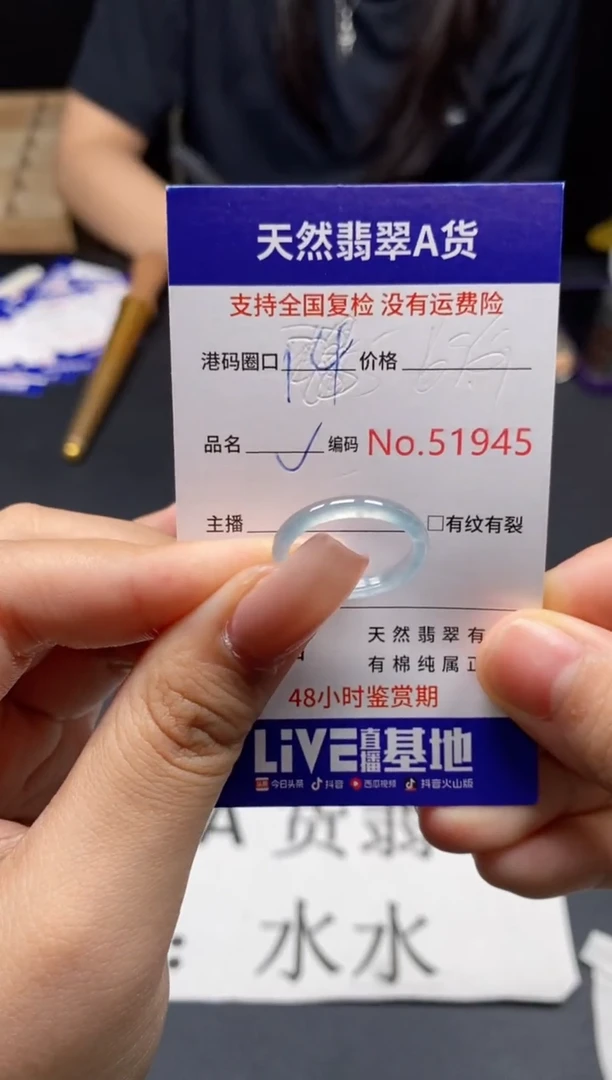 天然翡翠A货
支持全国复检 没有运费险
港码圈口 14 价格
品名 ✓ 编码 No.51945
主播 □有纹有裂
天然翡翠有
有棉纯属正
48小时鉴赏期
LiVE直播基地
今日头条 抖音 西瓜视频 抖音火山版
A 货翡
: 水水